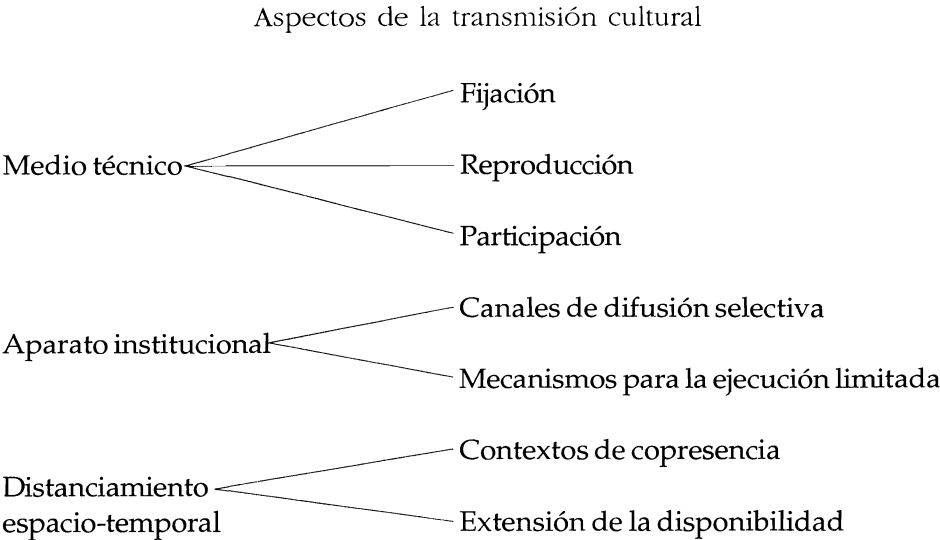 Aspectos de la transmisión cultural
Fijación
Medio técnico
Reproducción
Participación
Canales de difusión selectiva
Aparato institucional
Mecanismos para la ejecución limitada
Contextos de copresencia
Distanciamiento
espacio-temporal
Extensión de la disponibilidad